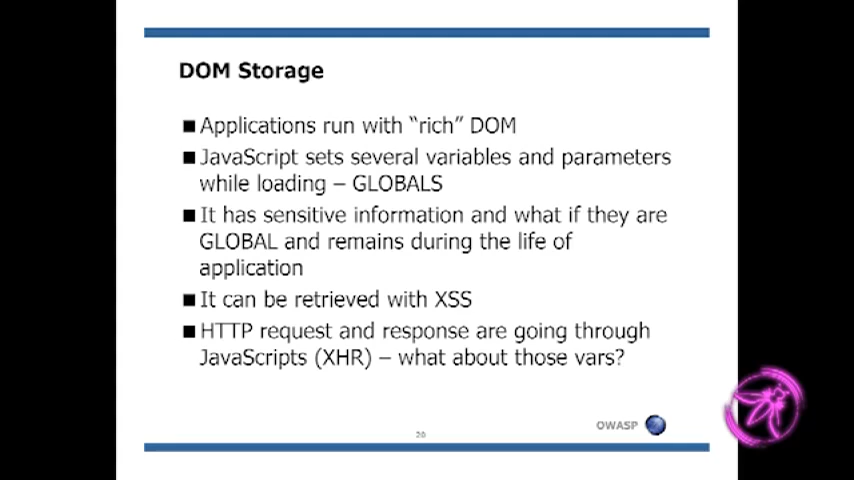 DOM Storage
■ Applications run with “rich” DOM
■ JavaScript sets several variables and parameters
while loading – GLOBALS
■ It has sensitive information and what if they are
GLOBAL and remains during the life of
application
■ It can be retrieved with XSS
■ HTTP request and response are going through
JavaScripts (XHR) – what about those vars?
OWASP
20